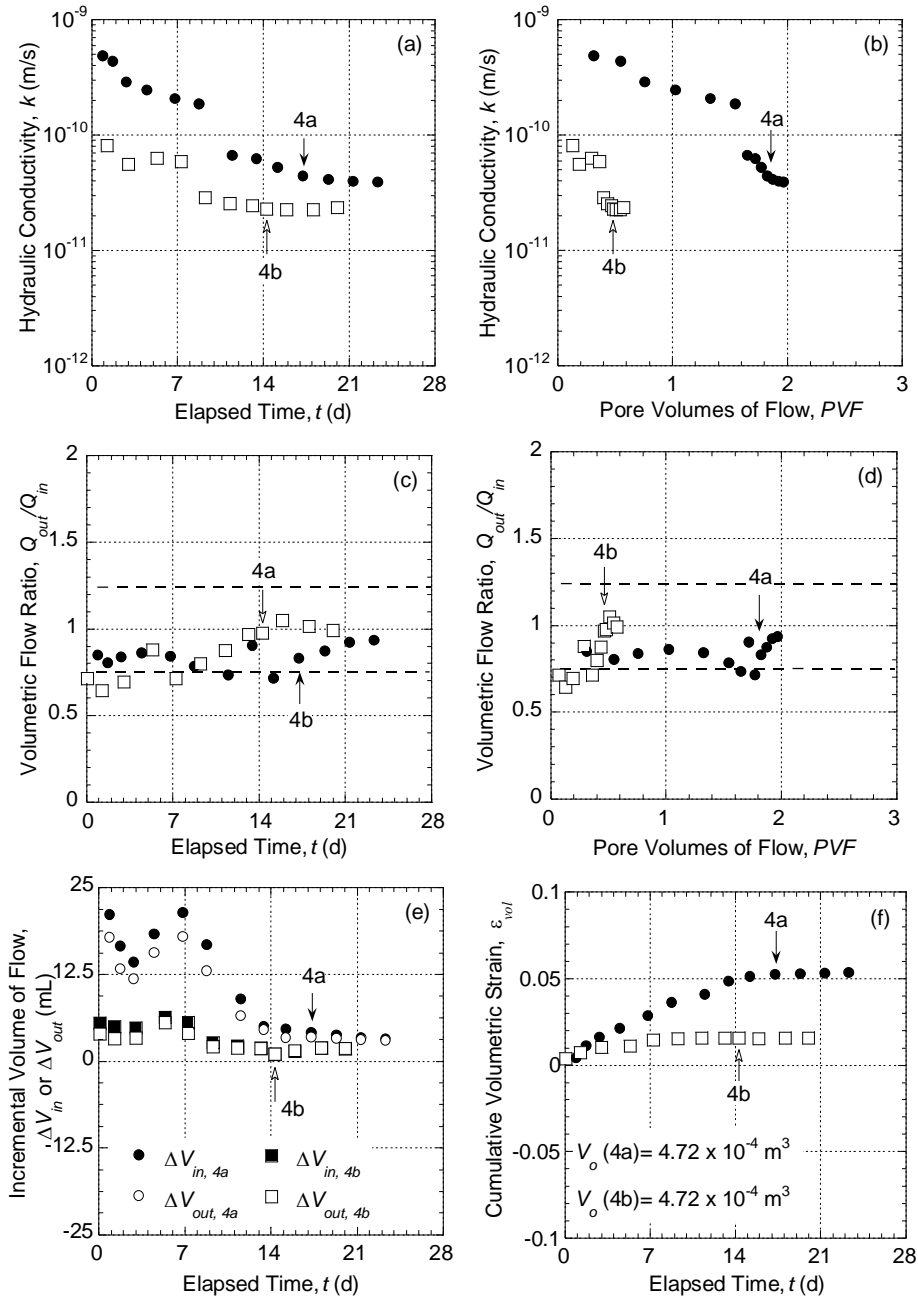 (a)
Hydraulic Conductivity, k (m/s)
10⁻⁹
10⁻¹⁰
10⁻¹¹
10⁻¹²
4a
4b
0 7 14 21 28
Elapsed Time, t (d)
(b)
Hydraulic Conductivity, k (m/s)
10⁻⁹
10⁻¹⁰
10⁻¹¹
10⁻¹²
4a
4b
0 1 2 3
Pore Volumes of Flow, PVF
(c)
Volumetric Flow Ratio, Q_out/Q_in
2
1.5
1
0.5
0
4a
4b
0 7 14 21 28
Elapsed Time, t (d)
(d)
Volumetric Flow Ratio, Q_out/Q_in
2
1.5
1
0.5
0
4b
4a
0 1 2 3
Pore Volumes of Flow, PVF
(e)
Incremental Volume of Flow,
ΔV_in or ΔV_out (mL)
25
12.5
0
-12.5
-25
4a
4b
ΔV_in, 4a
ΔV_in, 4b
ΔV_out, 4a
ΔV_out, 4b
0 7 14 21 28
Elapsed Time, t (d)
(f)
Cumulative Volumetric Strain, ε_vol
0.1
0.05
0
-0.05
-0.1
4a
4b
V_o (4a)= 4.72 x 10⁻⁴ m³
V_o (4b)= 4.72 x 10⁻⁴ m³
0 7 14 21 28
Elapsed Time, t (d)